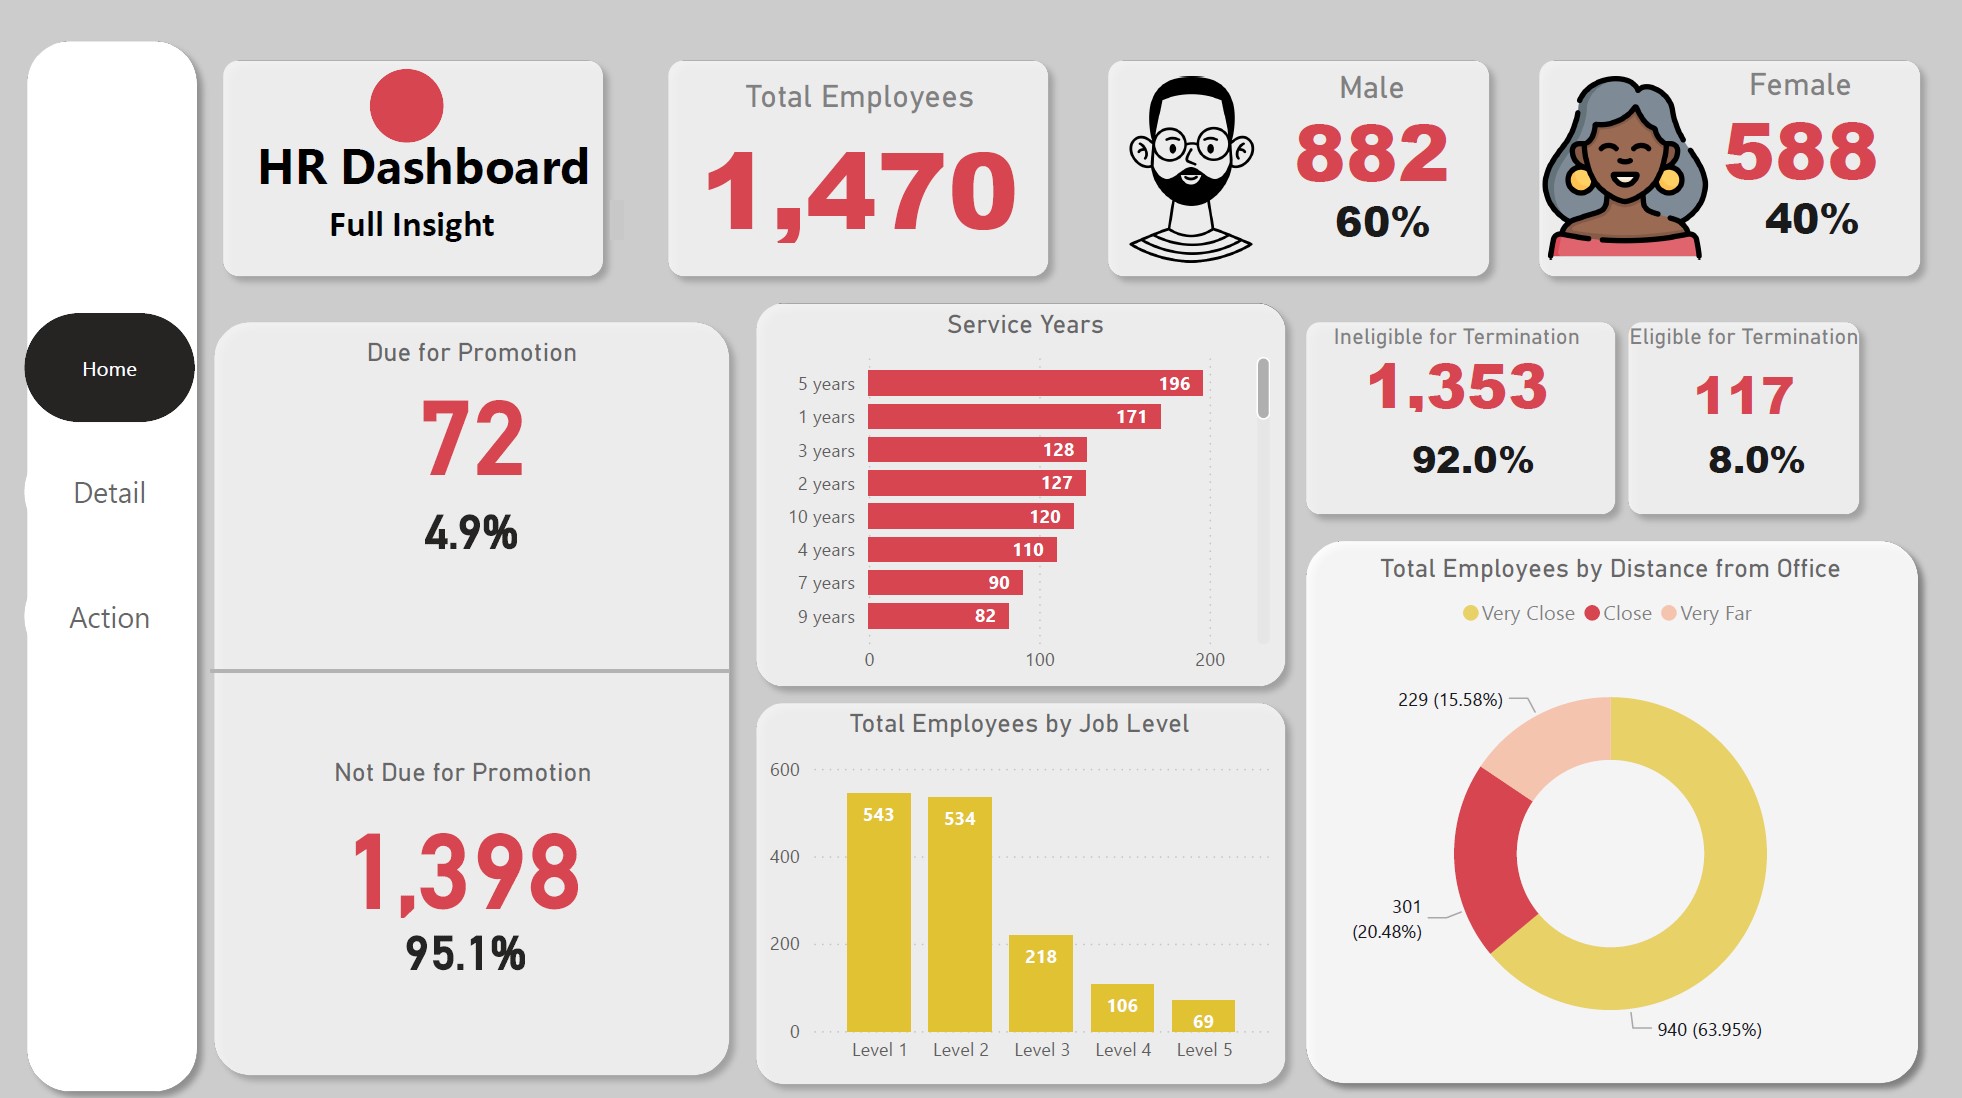 HR Dashboard
Full Insight
Total Employees
1,470
Male
882
60%
Female
588
40%
Home
Detail
Action
Due for Promotion
72
4.9%
Not Due for Promotion
1,398
95.1%
Service Years
5 years 196
1 years 171
3 years 128
2 years 127
10 years 120
4 years 110
7 years 90
9 years 82
0 100 200
Total Employees by Job Level
600
400
200
0
543 534 218 106 69
Level 1 Level 2 Level 3 Level 4 Level 5
Ineligible for Termination
1,353
92.0%
Eligible for Termination
117
8.0%
Total Employees by Distance from Office
Very Close Close Very Far
229 (15.58%)
301
(20.48%)
940 (63.95%)